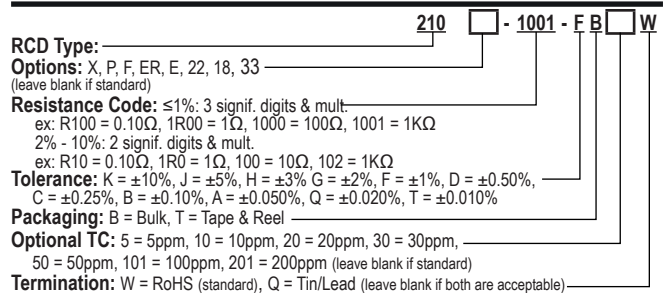 210 □ - 1001 - F B □ W
RCD Type:
Options: X, P, F, ER, E, 22, 18, 33
(leave blank if standard)
Resistance Code: ≤1%: 3 signif. digits & mult.
ex: R100 = 0.10Ω, 1R00 = 1Ω, 1000 = 100Ω, 1001 = 1KΩ
2% - 10%: 2 signif. digits & mult.
ex: R10 = 0.10Ω, 1R0 = 1Ω, 100 = 10Ω, 102 = 1KΩ
Tolerance: K = ±10%, J = ±5%, H = ±3% G = ±2%, F = ±1%, D = ±0.50%,
C = ±0.25%, B = ±0.10%, A = ±0.050%, Q = ±0.020%, T = ±0.010%
Packaging: B = Bulk, T = Tape & Reel
Optional TC: 5 = 5ppm, 10 = 10ppm, 20 = 20ppm, 30 = 30ppm,
50 = 50ppm, 101 = 100ppm, 201 = 200ppm (leave blank if standard)
Termination: W = RoHS (standard), Q = Tin/Lead (leave blank if both are acceptable)